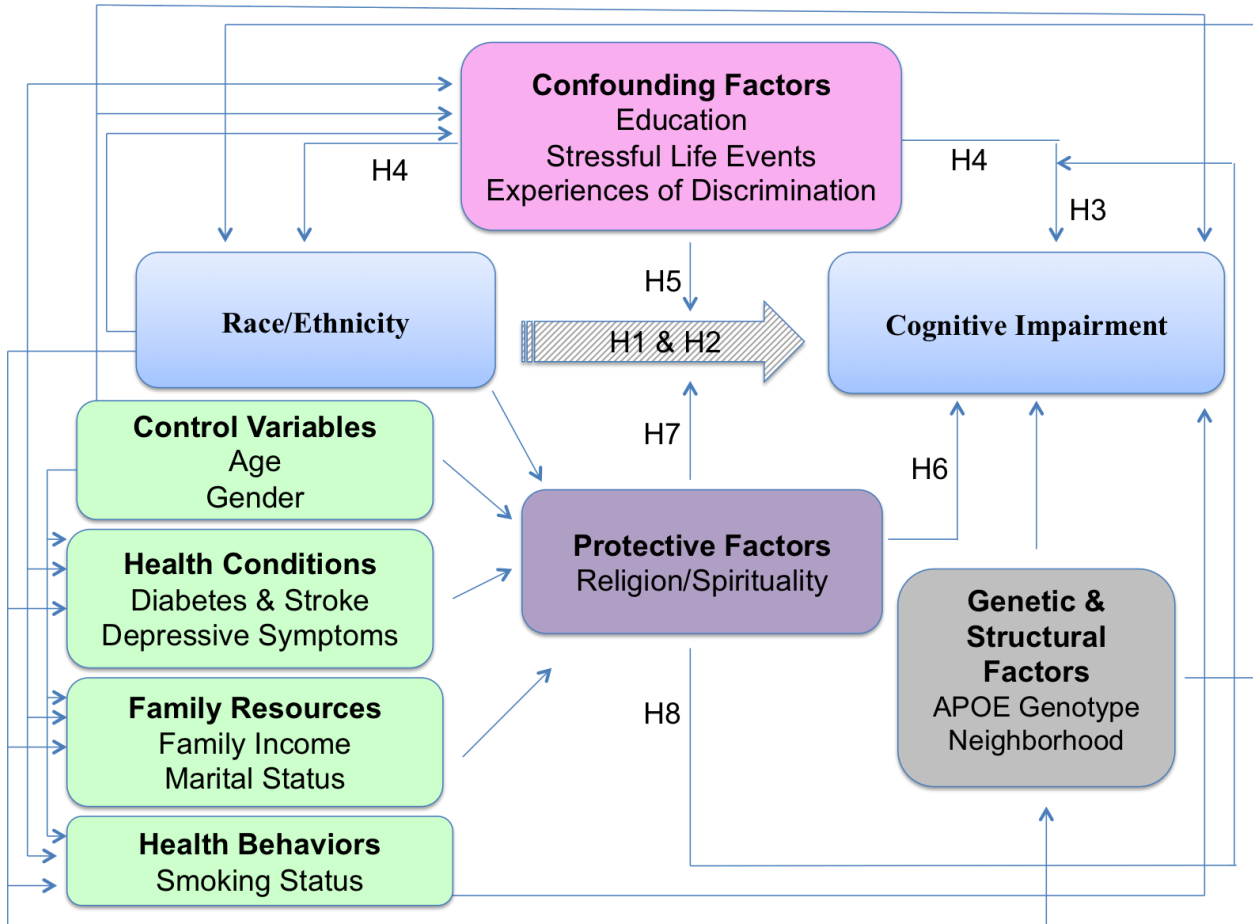 Confounding Factors
Education
Stressful Life Events
Experiences of Discrimination
H4
H4
H3
H5
Race/Ethnicity
H1 & H2
Cognitive Impairment
Control Variables
Age
Gender
H7
H6
Health Conditions
Diabetes & Stroke
Depressive Symptoms
Protective Factors
Religion/Spirituality
Genetic &
Structural
Factors
APOE Genotype
Neighborhood
Family Resources
Family Income
Marital Status
H8
Health Behaviors
Smoking Status